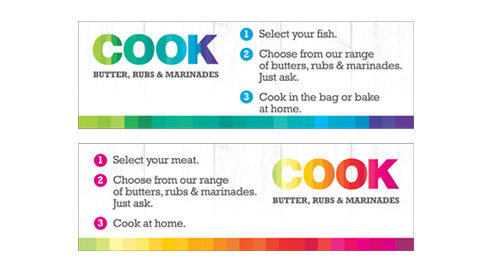 COOK
BUTTER, RUBS & MARINADES
1 Select your fish.
2 Choose from our range
of butters, rubs & marinades.
Just ask.
3 Cook in the bag or bake
at home.
1 Select your meat.
2 Choose from our range
of butters, rubs & marinades.
Just ask.
3 Cook at home.
COOK
BUTTER, RUBS & MARINADES